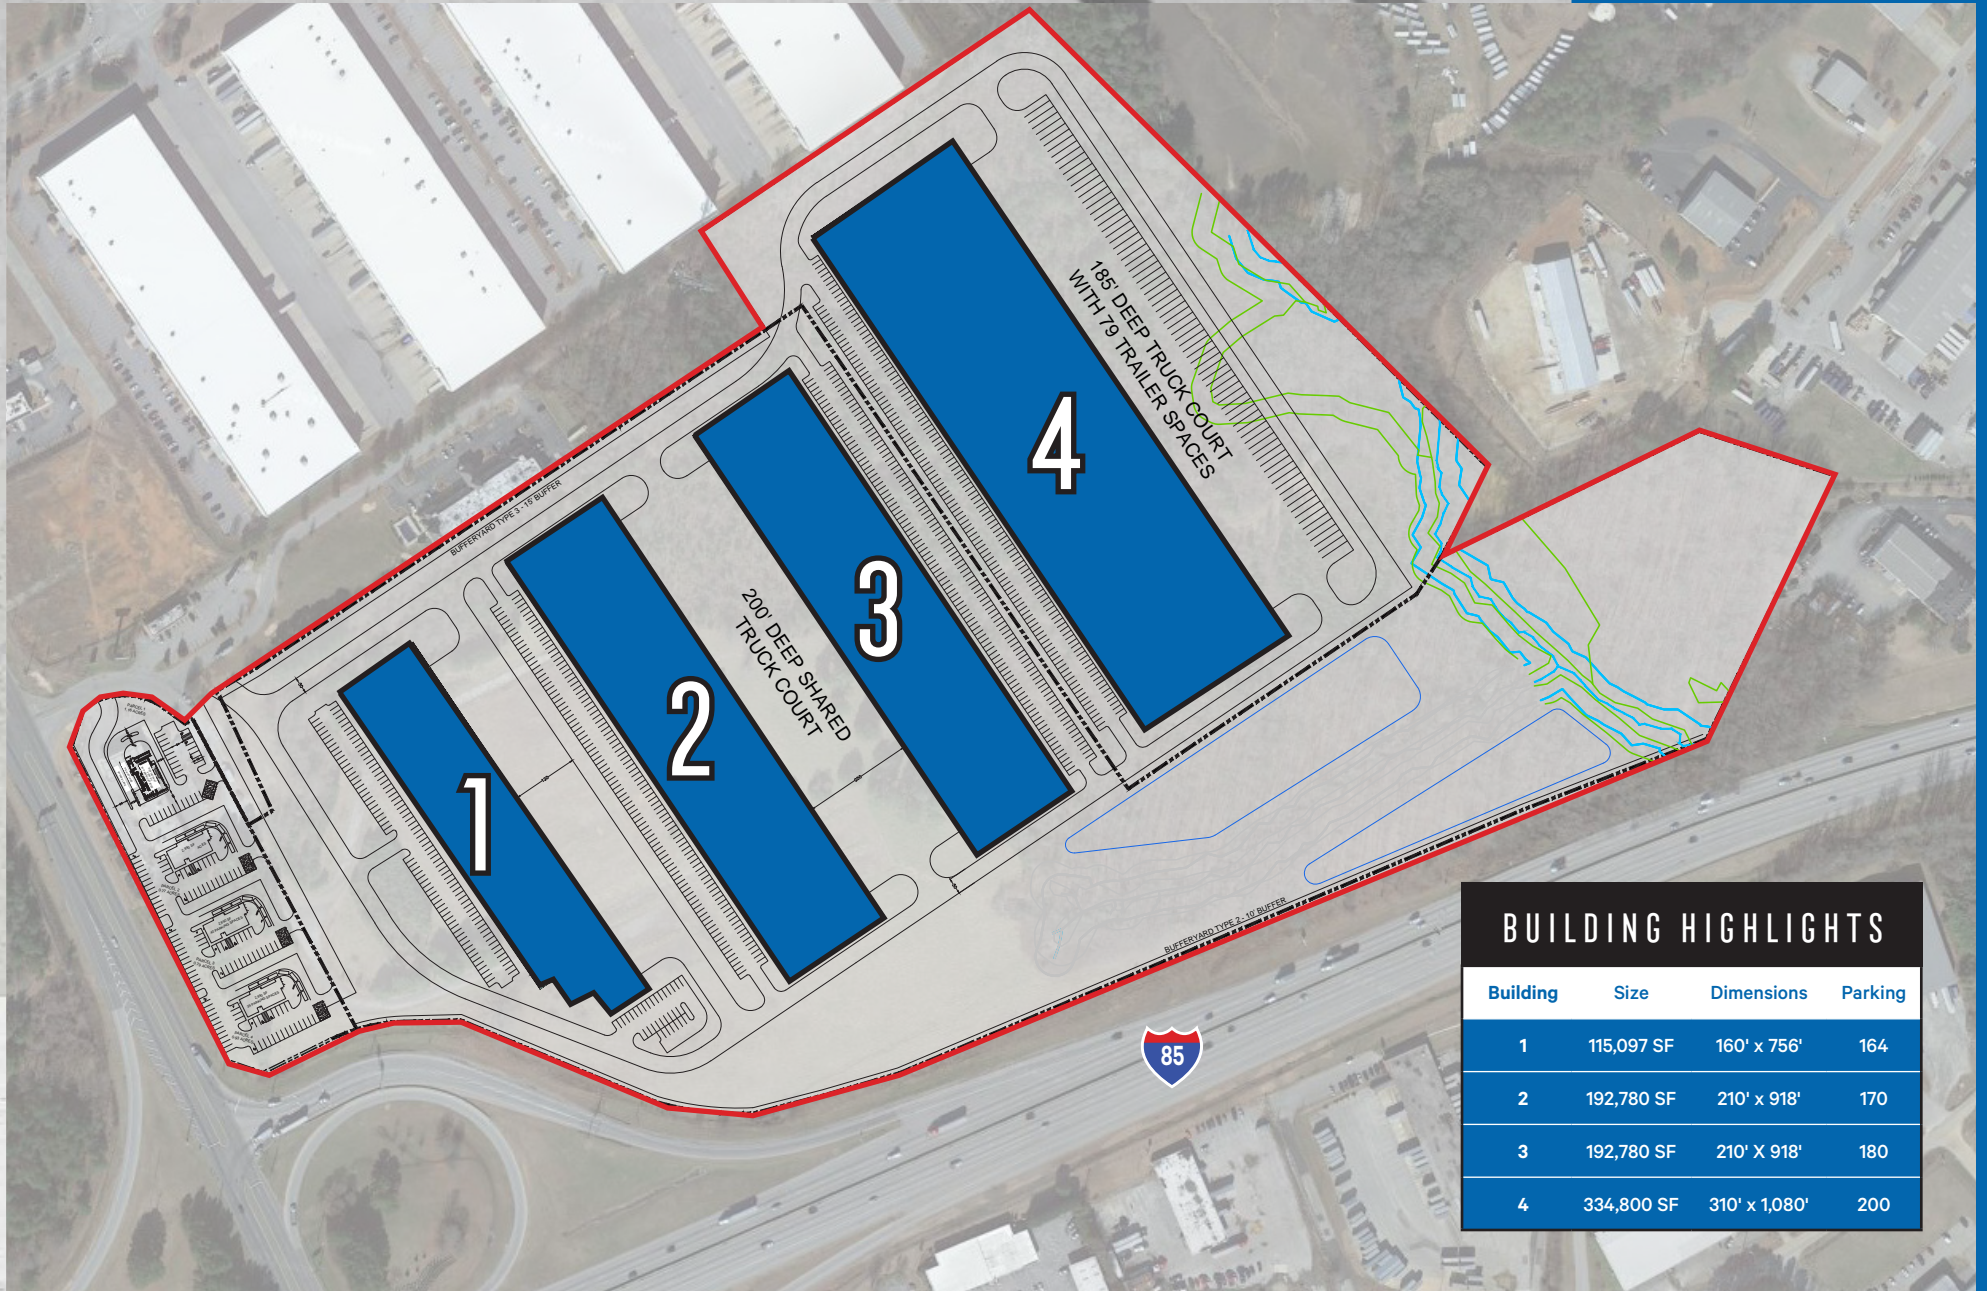 185' DEEP TRUCK COURT
WITH 79 TRAILER SPACES
4
3
BUFFERYARD TYPE 3 - 15' BUFFER
200' DEEP SHARED
TRUCK COURT
2
1
BUFFERYARD TYPE 2 - 10' BUFFER
85
BUILDING HIGHLIGHTS
Building Size Dimensions Parking
1 115,097 SF 160' x 756' 164
2 192,780 SF 210' x 918' 170
3 192,780 SF 210' X 918' 180
4 334,800 SF 310' x 1,080' 200